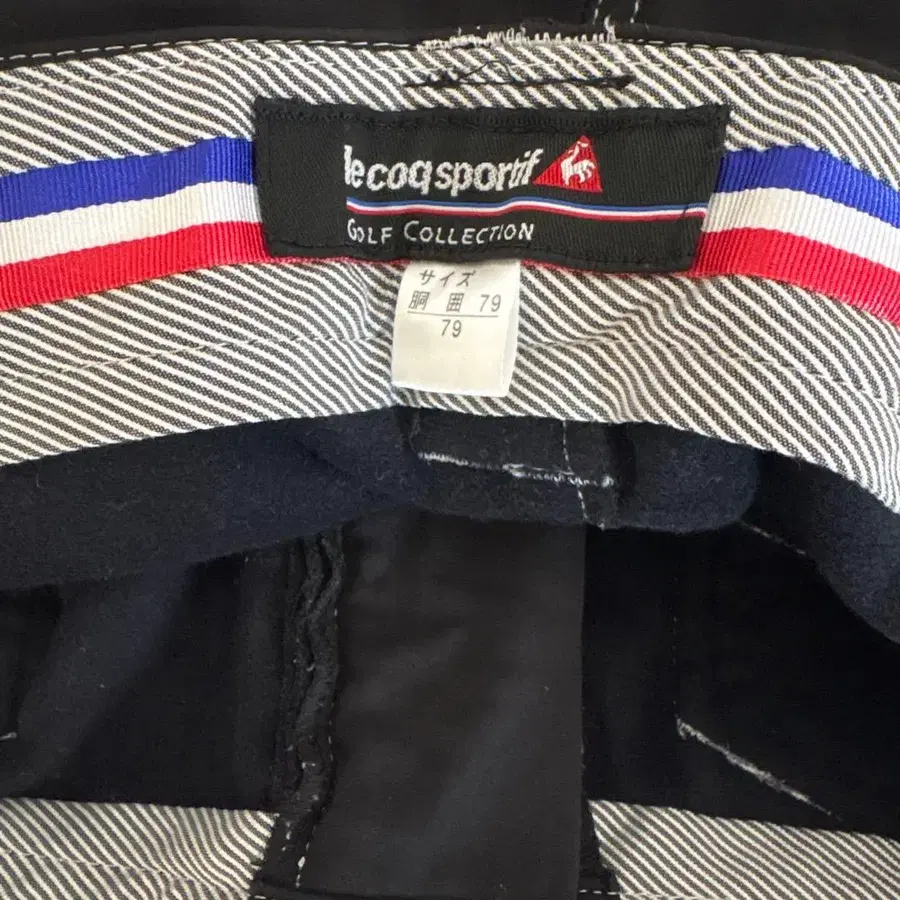 le coq sportif
GOLF COLLECTION
サイズ
胴 囲 79
79